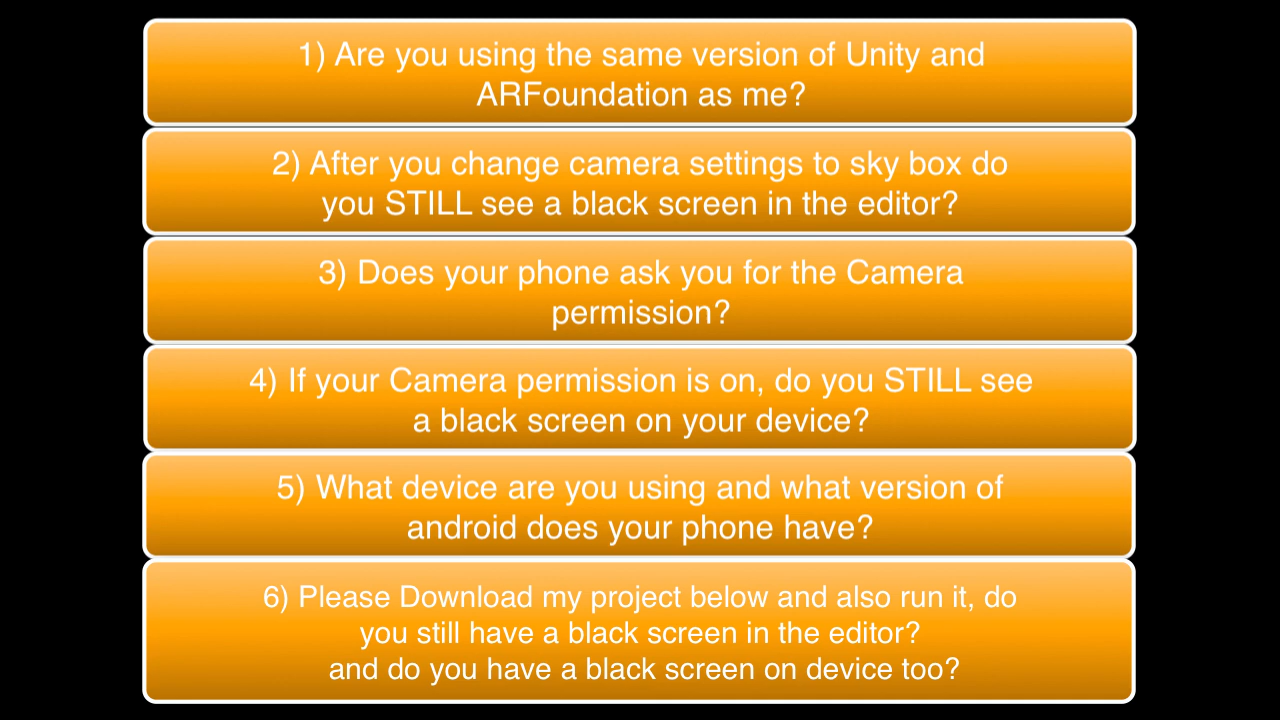 1) Are you using the same version of Unity and
ARFoundation as me?
2) After you change camera settings to sky box do
you STILL see a black screen in the editor?
3) Does your phone ask you for the Camera
permission?
4) If your Camera permission is on, do you STILL see
a black screen on your device?
5) What device are you using and what version of
android does your phone have?
6) Please Download my project below and also run it, do
you still have a black screen in the editor?
and do you have a black screen on device too?